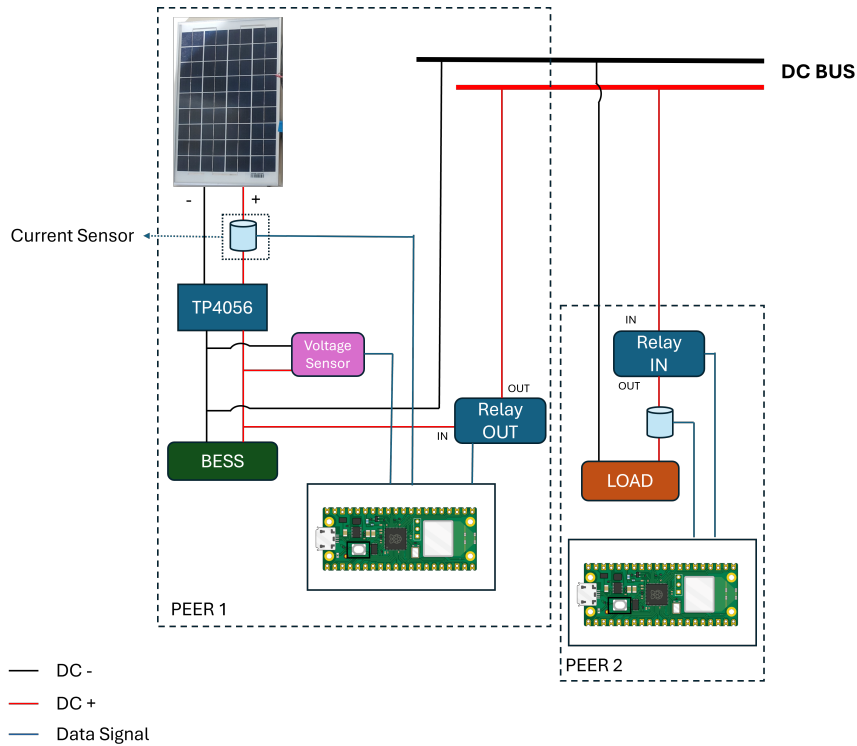 DC BUS
-
+
Current Sensor
TP4056
Voltage
Sensor
OUT
Relay
OUT
IN
BESS
PEER 1
IN
Relay
IN
OUT
LOAD
PEER 2
DC -
DC +
Data Signal